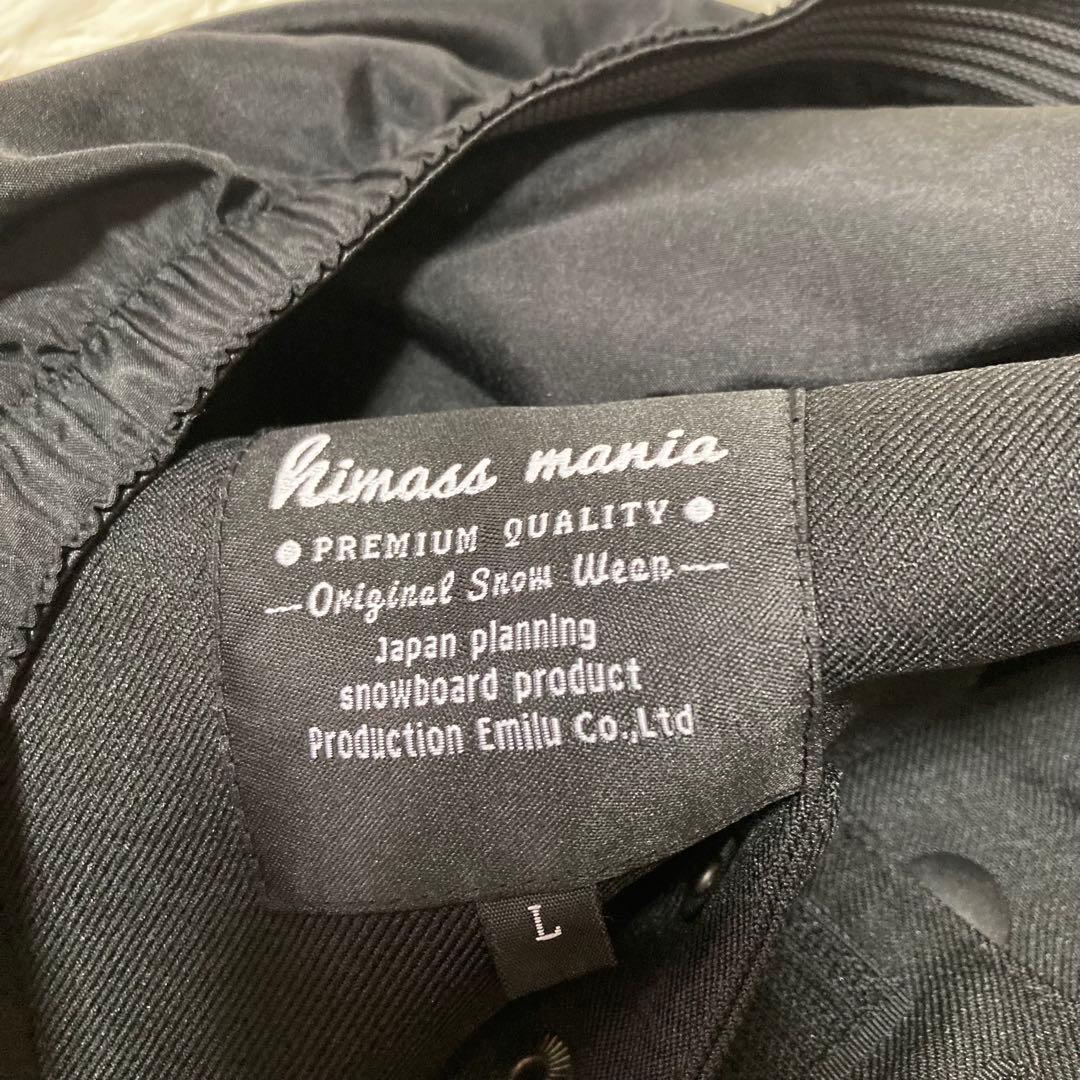 himass mania
PREMIUM QUALITY
Original Snow Wear
Japan planning
snowboard product
Production Emilu Co.,Ltd
L